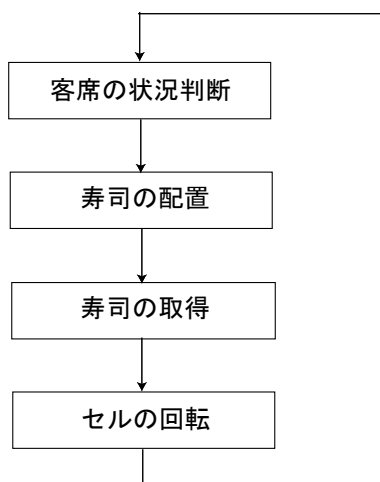 客席の状況判断
寿司の配置
寿司の取得
セルの回転